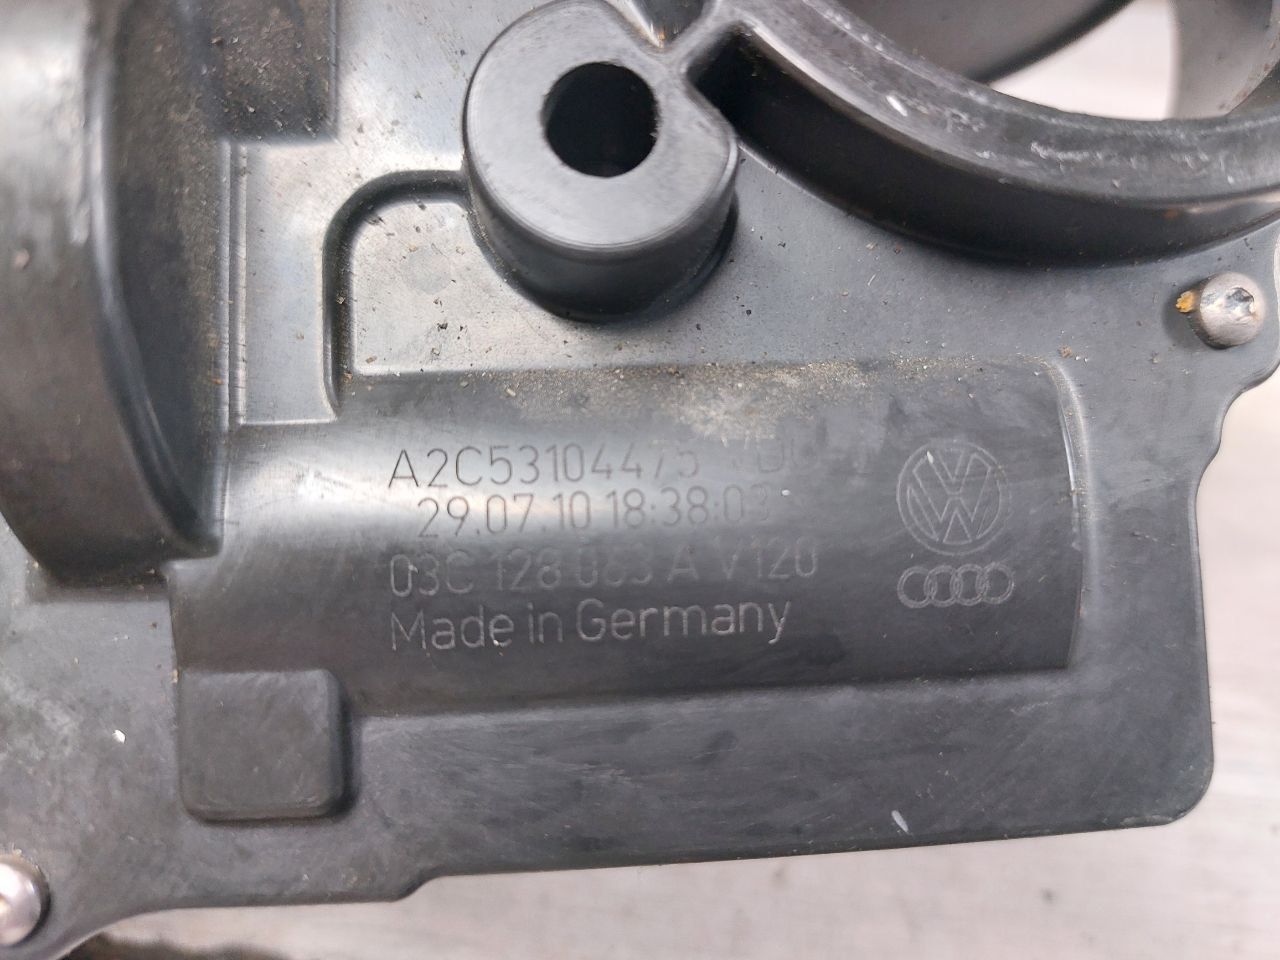 A2C53104475
29.07.10 18:38:03
03C 128 063 A V120
Made in Germany